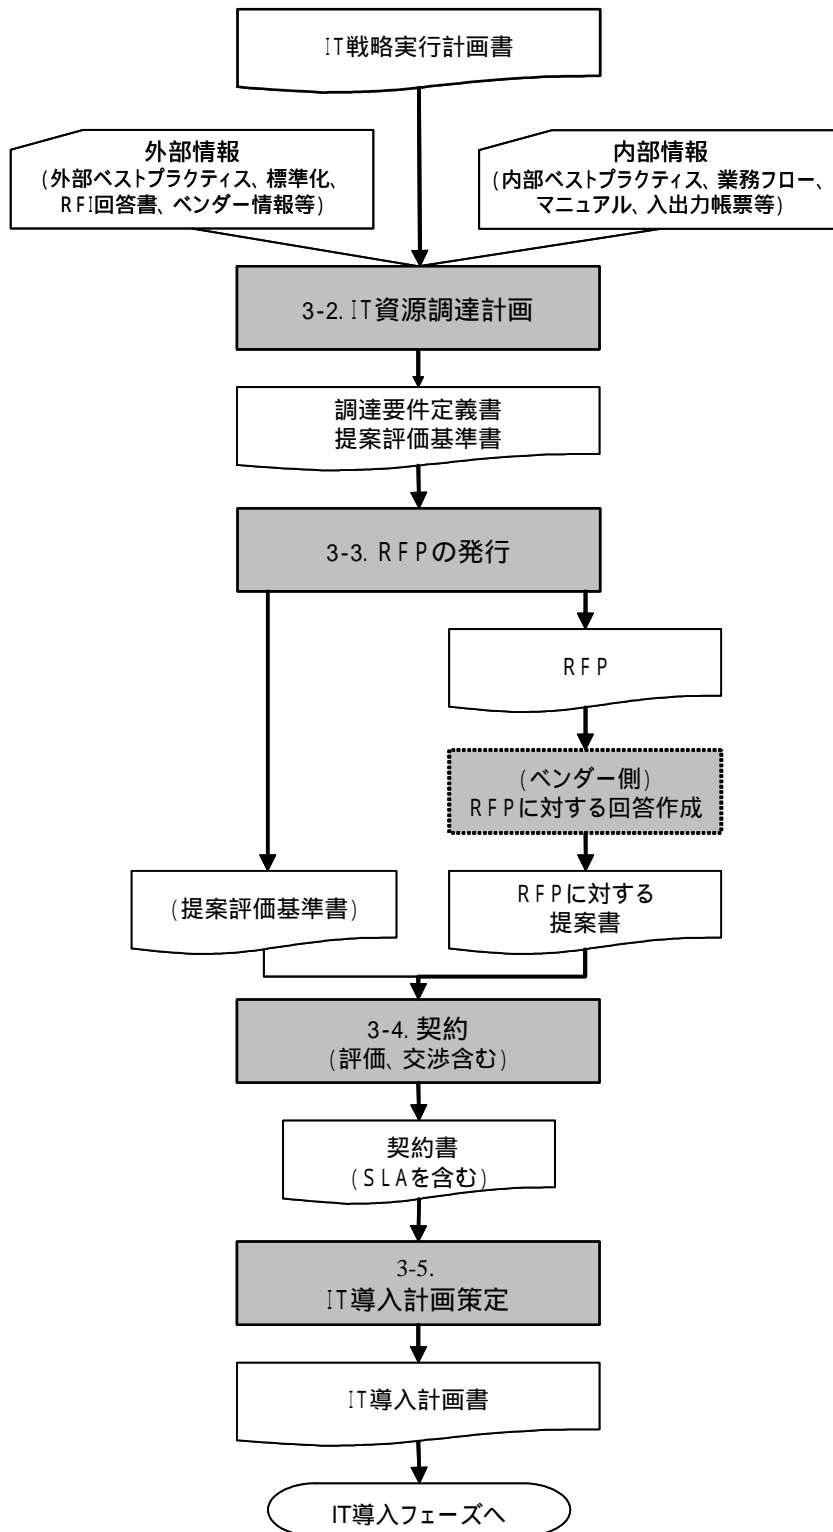 IT戦略実行計画書
外部情報
(外部ベストプラクティス、標準化、
RFI回答書、ベンダー情報等)
内部情報
(内部ベストプラクティス、業務フロー、
マニュアル、入出力帳票等)
3-2. IT資源調達計画
調達要件定義書
提案評価基準書
3-3. RFPの発行
RFP
(ベンダー側)
RFPに対する回答作成
(提案評価基準書)
RFPに対する
提案書
3-4. 契約
(評価、交渉含む)
契約書
(SLAを含む)
3-5.
IT導入計画策定
IT導入計画書
IT導入フェーズへ